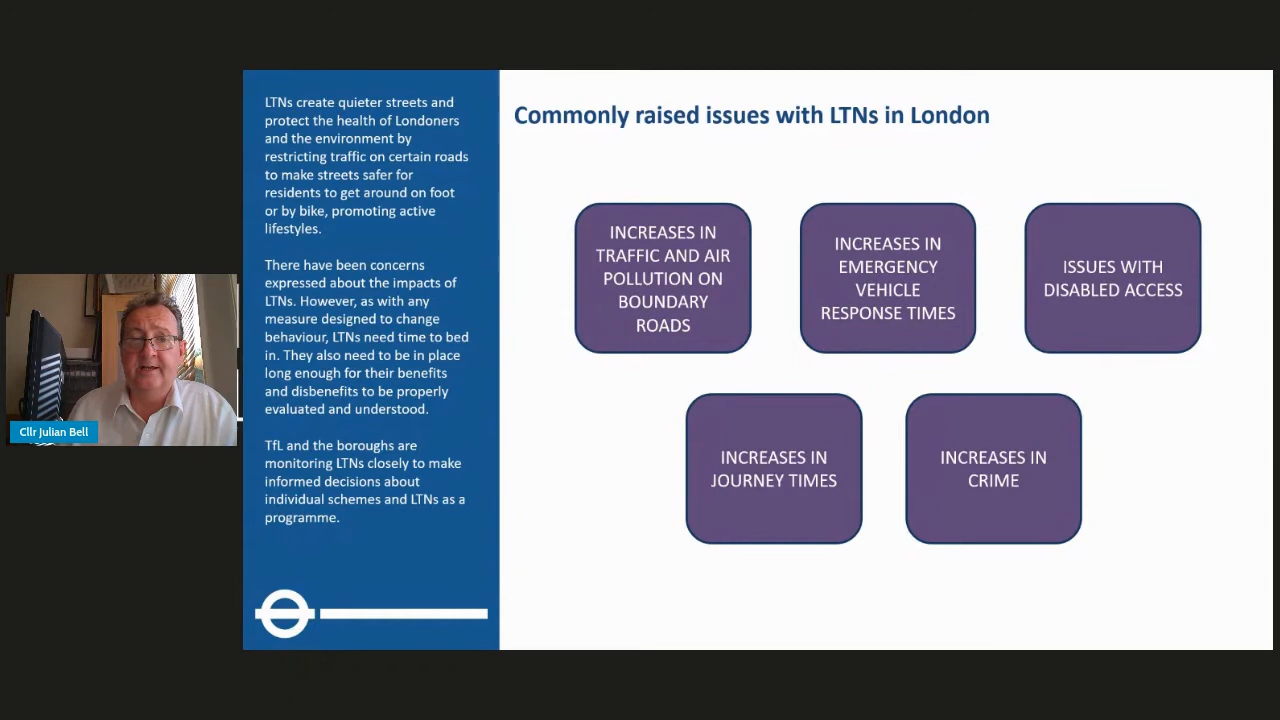 LTNs create quieter streets and
protect the health of Londoners
and the environment by
restricting traffic on certain roads
to make streets safer for
residents to get around on foot
or by bike, promoting active
lifestyles.
There have been concerns
expressed about the impacts of
LTNs. However, as with any
measure designed to change
behaviour, LTNs need time to bed
in. They also need to be in place
long enough for their benefits
and disbenefits to be properly
evaluated and understood.
TfL and the boroughs are
monitoring LTNs closely to make
informed decisions about
individual schemes and LTNs as a
programme.
Commonly raised issues with LTNs in London
INCREASES IN
TRAFFIC AND AIR
POLLUTION ON
BOUNDARY
ROADS
INCREASES IN
EMERGENCY
VEHICLE
RESPONSE TIMES
ISSUES WITH
DISABLED ACCESS
INCREASES IN
JOURNEY TIMES
INCREASES IN
CRIME
Cllr Julian Bell